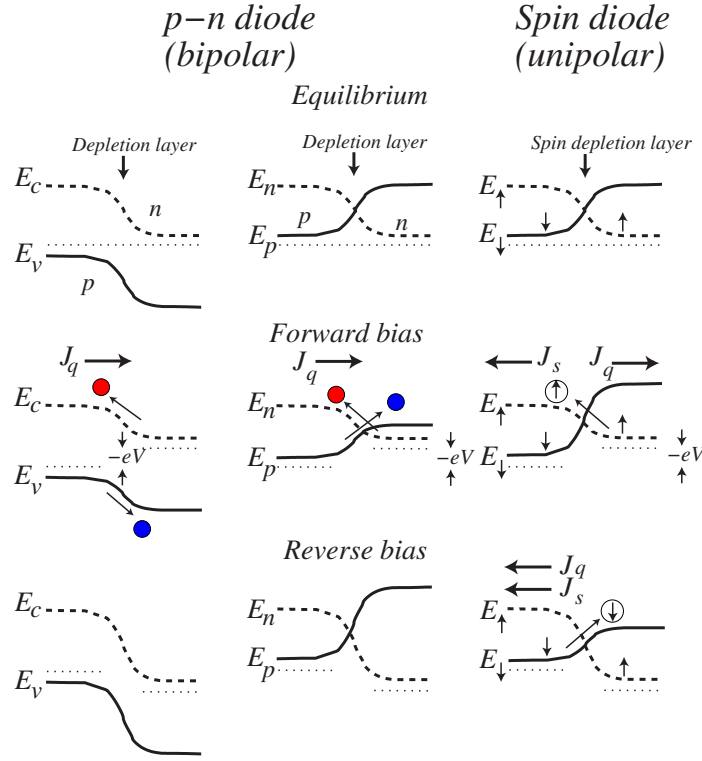 p−n diode
(bipolar)
Spin diode
(unipolar)
Equilibrium
Depletion layer
E_c
n
E_v
p
Depletion layer
E_n
p
n
E_p
Spin depletion layer
E↑
↓
↑
E↓
Forward bias
J_q
E_c
−eV
E_v
J_q
E_n
E_p
−eV
J_s
J_q
↑
E↑
↑
↓
E↓
−eV
Reverse bias
E_c
E_v
E_n
E_p
J_q
J_s
E↑
↓
↓
E↓
↑